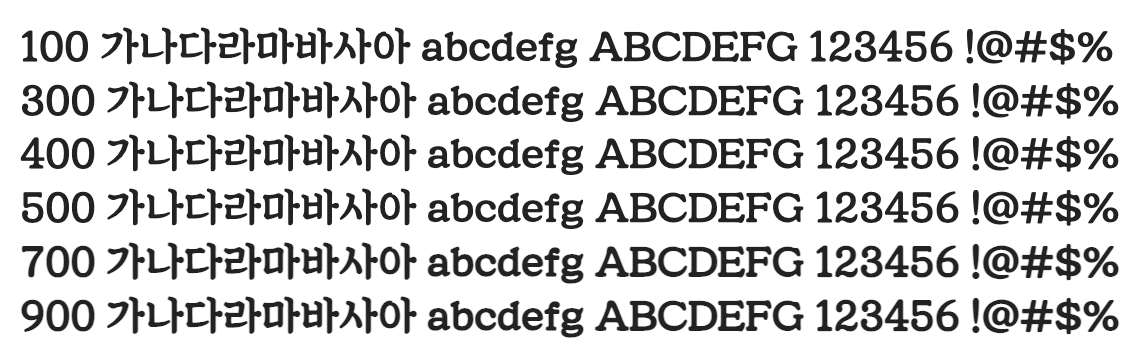 100 가나다라마바사아 abcdefg ABCDEFG 123456 !@#$%
300 가나다라마바사아 abcdefg ABCDEFG 123456 !@#$%
400 가나다라마바사아 abcdefg ABCDEFG 123456 !@#$%
500 가나다라마바사아 abcdefg ABCDEFG 123456 !@#$%
700 가나다라마바사아 abcdefg ABCDEFG 123456 !@#$%
900 가나다라마바사아 abcdefg ABCDEFG 123456 !@#$%